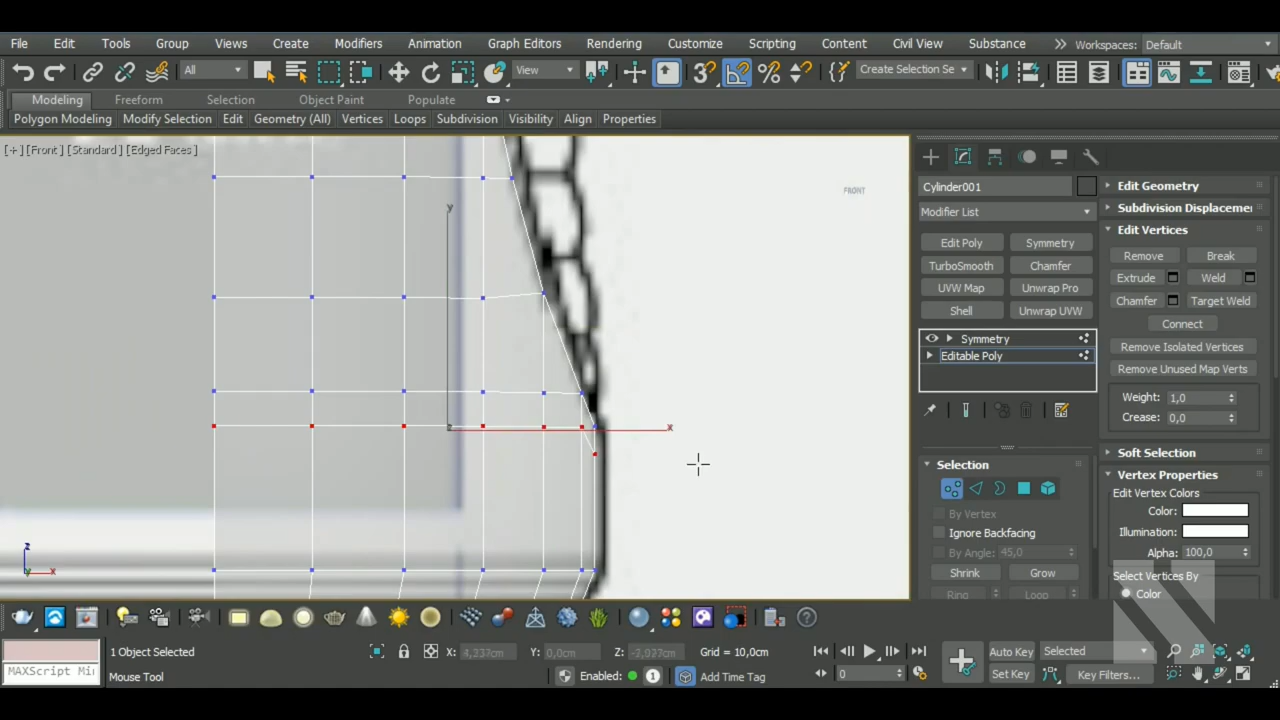 File Edit Tools Group Views Create Modifiers Animation Graph Editors Rendering Customize Scripting Content Civil View Substance Workspaces: Default
All View Create Selection Se
Modeling Freeform Selection Object Paint Populate
Polygon Modeling Modify Selection Edit Geometry (All) Vertices Loops Subdivision Visibility Align Properties
[+] [Front] [Standard] [Edged Faces]
FRONT
y
x
z
x
Cylinder001
Modifier List
Edit Poly Symmetry
TurboSmooth Chamfer
UVW Map Unwrap Pro
Shell Unwrap UVW
Symmetry
Editable Poly
Selection
By Vertex
Ignore Backfacing
By Angle: 45,0
Shrink Grow
Ring Loop
Edit Geometry
Subdivision Displaceme
Edit Vertices
Remove Break
Extrude Weld
Chamfer Target Weld
Connect
Remove Isolated Vertices
Remove Unused Map Verts
Weight: 1,0
Crease: 0,0
Soft Selection
Vertex Properties
Edit Vertex Colors
Color:
Illumination:
Alpha: 100,0
Select Vertices By
Color
1 Object Selected X: 4,237cm Y: 0,0cm Z: -2,927cm Grid = 10,0cm Auto Key Selected
MAXScript Mi Mouse Tool Enabled: 1 Add Time Tag 0 Set Key Key Filters...